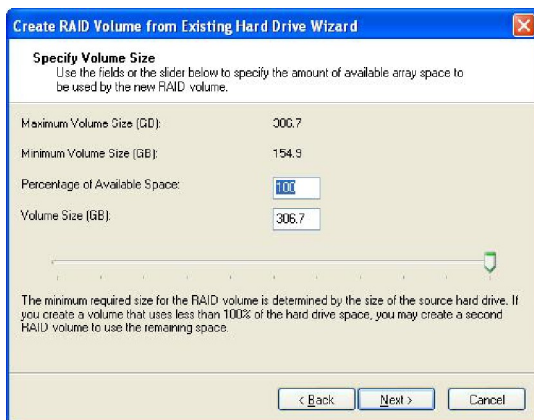 Create RAID Volume from Existing Hard Drive Wizard
Specify Volume Size
Use the fields or the slider below to specify the amount of available array space to
be used by the new RAID volume.
Maximum Volume Size (GB): 306.7
Minimum Volume Size (GB): 154.9
Percentage of Available Space: 100
Volume Size (GB): 306.7
The minimum required size for the RAID volume is determined by the size of the source hard drive. If
you create a volume that uses less than 100% of the hard drive space, you may create a second
RAID volume to use the remaining space.
< Back Next > Cancel